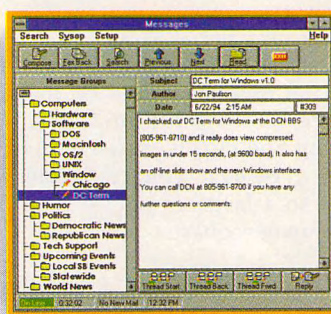 Messages
Search Sysop Setup Help
Compose Fox Back Search Previous Next Read
Message Groups
Computers
Hardware
Software
DOS
Macintosh
OS/2
UNIX
Window
Chicago
DC Term
Humor
Politics
Democratic News
Republican News
Tech Support
Upcoming Events
Local SB Events
Statewide
World News
Subject DC Term for Windows v1.0
Author Jon Paulson
Date 6/22/94 2:15 AM #309
I checked out DC Term for Windows at the DCN BBS
(805-961-8710) and it really does view compressed
images in under 15 seconds, (at 9600 baud). It also has
an off-line slide show and the new Windows interface.
You can call DCN at 805-961-8700 if you have any
further questions or comments.
Thread Start Thread Back Thread Fwd Reply
On Line 0:32:02 No New Mail 12:32 PM